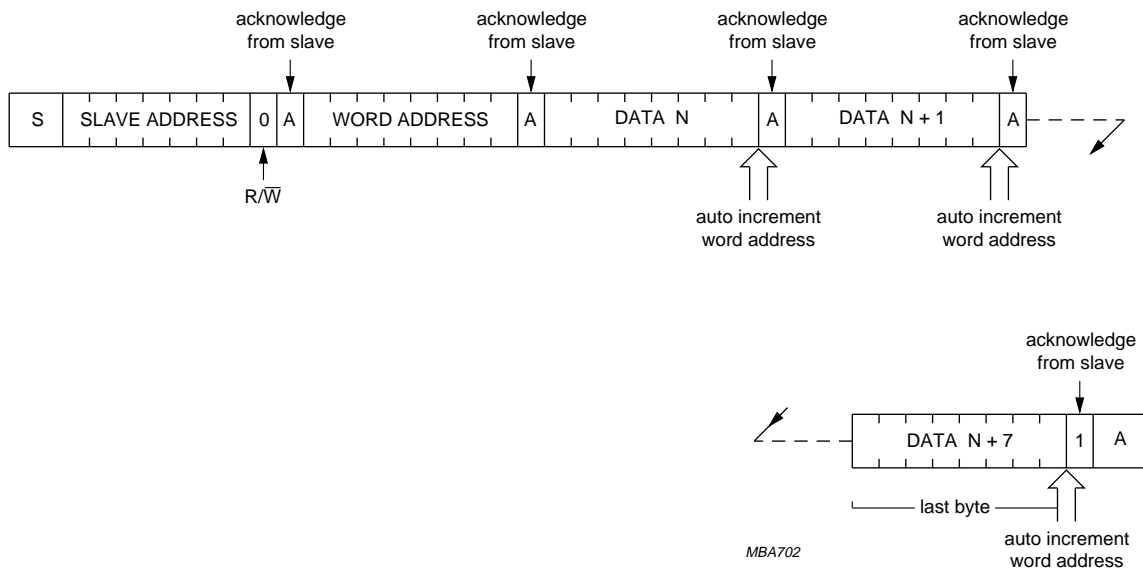 acknowledge
from slave
acknowledge
from slave
acknowledge
from slave
acknowledge
from slave
S SLAVE ADDRESS 0 A WORD ADDRESS A DATA N A DATA N + 1 A
R/W̅
auto increment
word address
auto increment
word address
acknowledge
from slave
DATA N + 7 1 A
last byte
auto increment
word address
MBA702